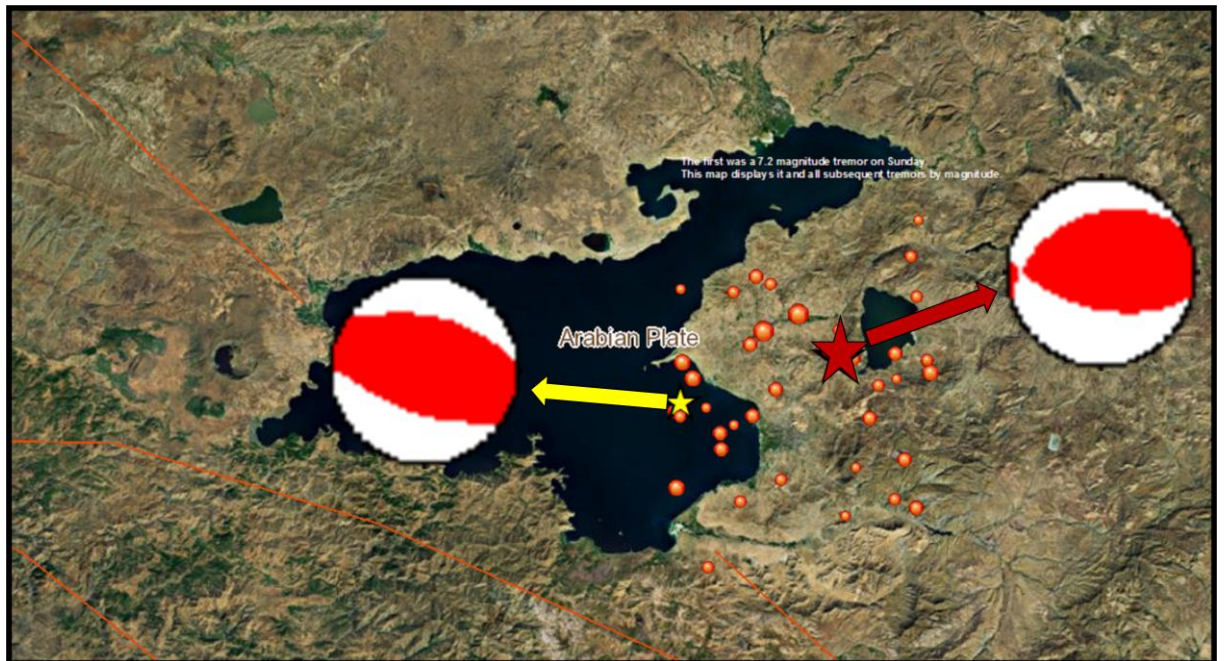 The first was a 7.2 magnitude tremor on Sunday.
This map displays it and all subsequent tremors by magnitude.
Arabian Plate